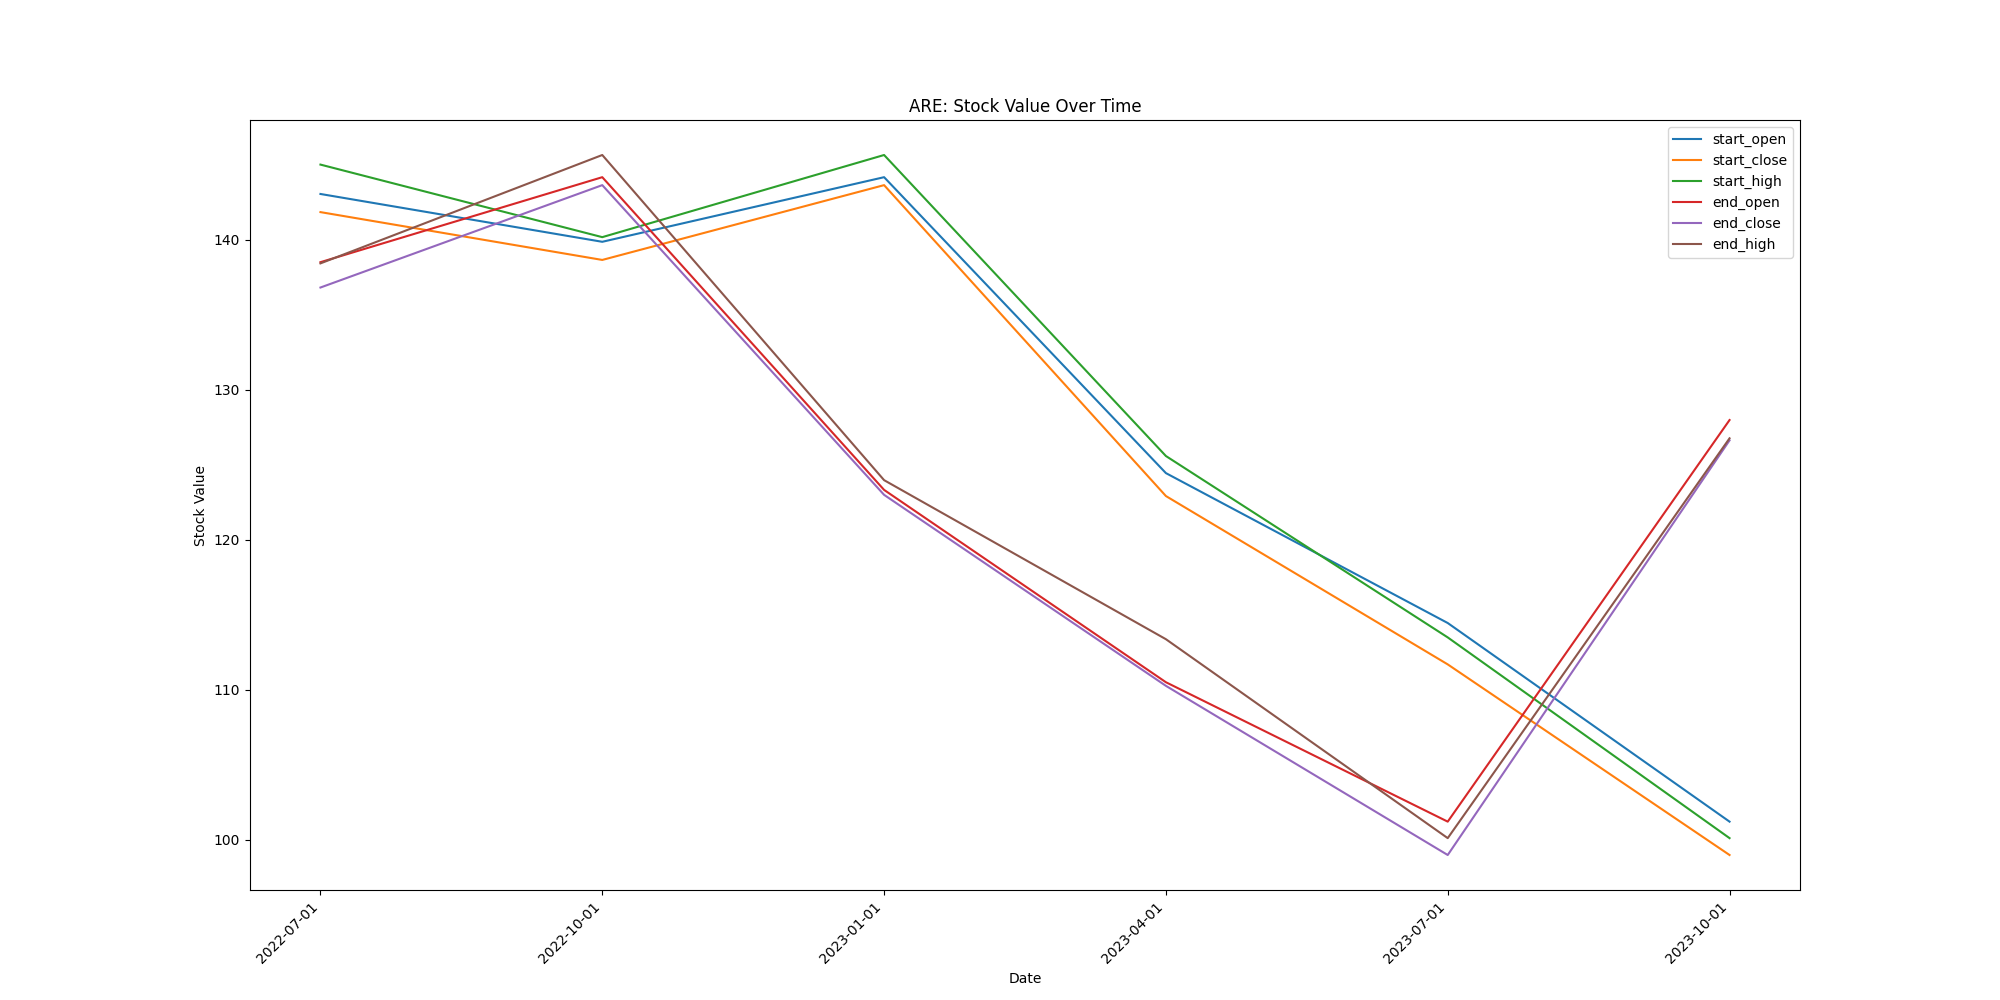 ARE: Stock Value Over Time
start_open
start_close
start_high
end_open
end_close
end_high
Stock Value
140
130
120
110
100
2022-07-01
2022-10-01
2023-01-01
2023-04-01
2023-07-01
2023-10-01
Date